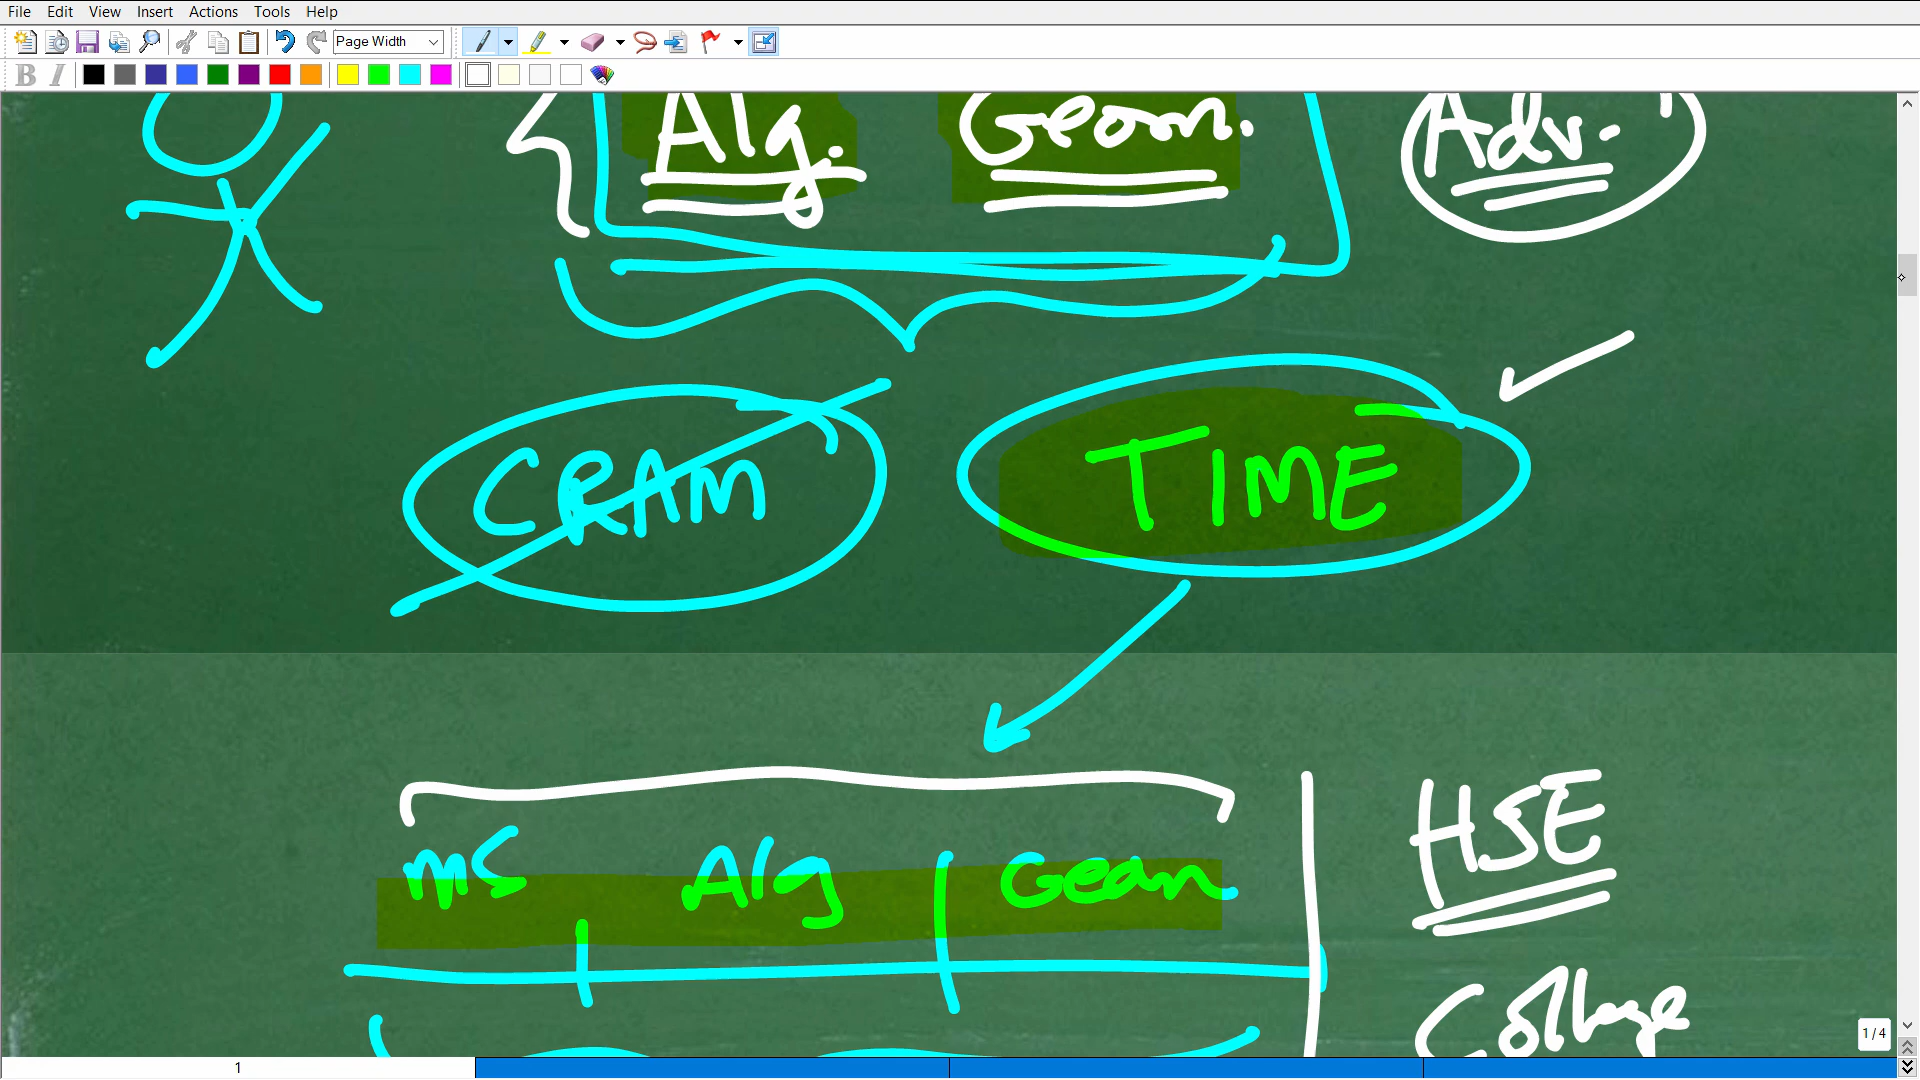 File Edit View Insert Actions Tools Help
Page Width
B I
Alg. Geom. Adv.
CRAM TIME
HSE
MS Alg Geom
College
1 / 4
1